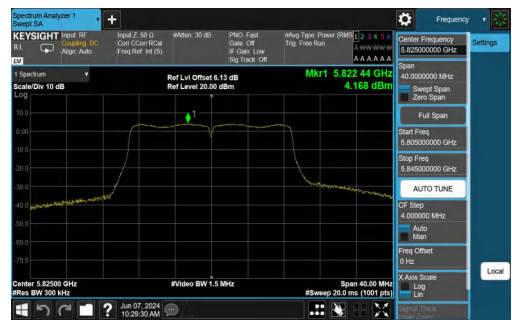 Spectrum Analyzer 1
Swept SA
Frequency
KEYSIGHT
RL
LV
Input: RF
Coupling: DC
Align: Auto
Input Z: 50 Ω
Corr CCorr RCal
Freq Ref: Int (S)
#Atten: 30 dB
PNO: Fast
Gate: Off
IF Gain: Low
Sig Track: Off
#Avg Type: Power (RMS
Trig: Free Run
1 2 3 4 5 6
A W W W W W
A A A A A A
1 Spectrum
Scale/Div 10 dB
Log
Ref Lvl Offset 6.13 dB
Ref Level 20.00 dBm
Mkr1 5.822 44 GHz
4.168 dBm
1
10.0
0.00
-10.0
-20.0
-30.0
-40.0
-50.0
-60.0
-70.0
Center 5.82500 GHz
#Res BW 300 kHz
#Video BW 1.5 MHz
Span 40.00 MHz
#Sweep 20.0 ms (1001 pts)
Jun 07, 2024
10:29:30 AM
Center Frequency
5.825000000 GHz
Span
40.0000000 MHz
Swept Span
Zero Span
Full Span
Start Freq
5.805000000 GHz
Stop Freq
5.845000000 GHz
AUTO TUNE
CF Step
4.000000 MHz
Auto
Man
Freq Offset
0 Hz
X Axis Scale
Log
Lin
Signal Track
Settings
Local